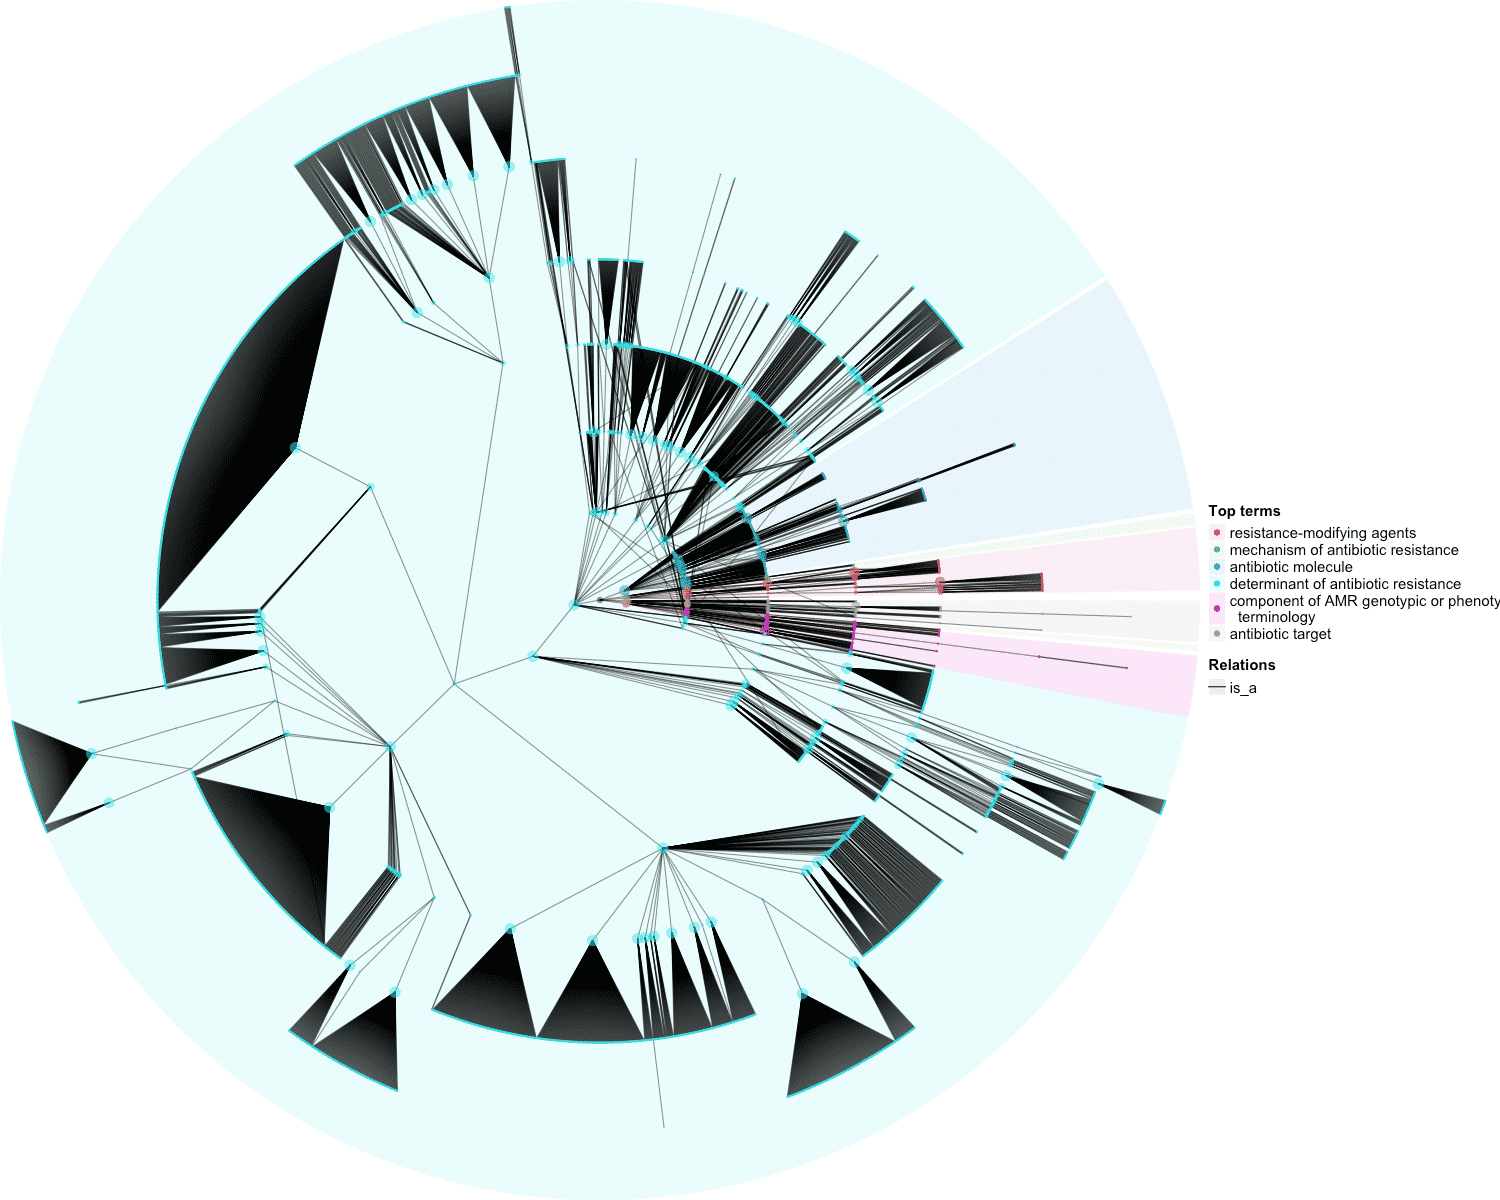 Top terms
resistance-modifying agents
mechanism of antibiotic resistance
antibiotic molecule
determinant of antibiotic resistance
component of AMR genotypic or phenoty
terminology
antibiotic target
Relations
is_a